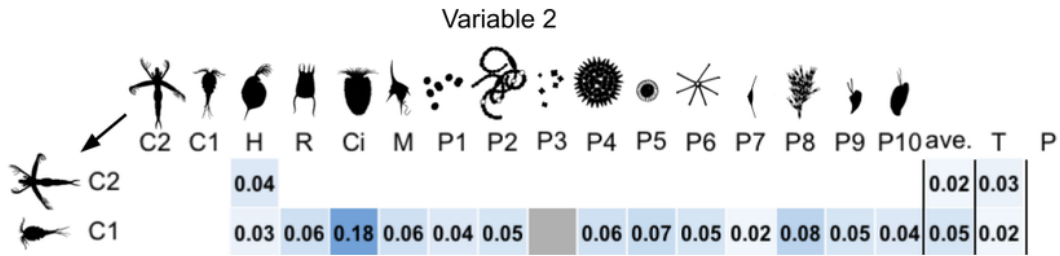 Variable 2
C2 C1 H R Ci M P1 P2 P3 P4 P5 P6 P7 P8 P9 P10 ave. T P
C2 0.04 0.02 0.03
C1 0.03 0.06 0.18 0.06 0.04 0.05 0.06 0.07 0.05 0.02 0.08 0.05 0.04 0.05 0.02